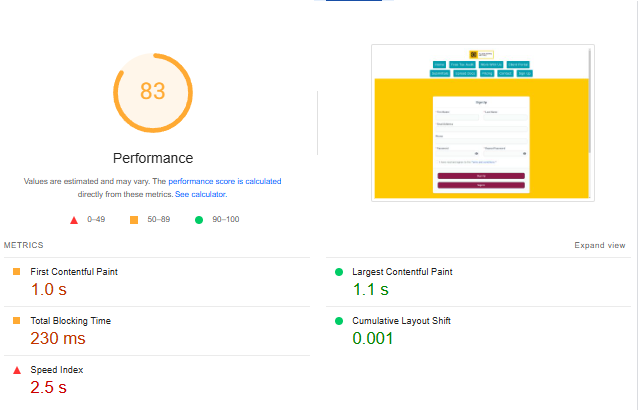 83
Performance
Values are estimated and may vary. The performance score is calculated
directly from these metrics. See calculator.
0–49
50–89
90–100
METRICS
Expand view
First Contentful Paint
1.0 s
Largest Contentful Paint
1.1 s
Total Blocking Time
230 ms
Cumulative Layout Shift
0.001
Speed Index
2.5 s
Sign Up